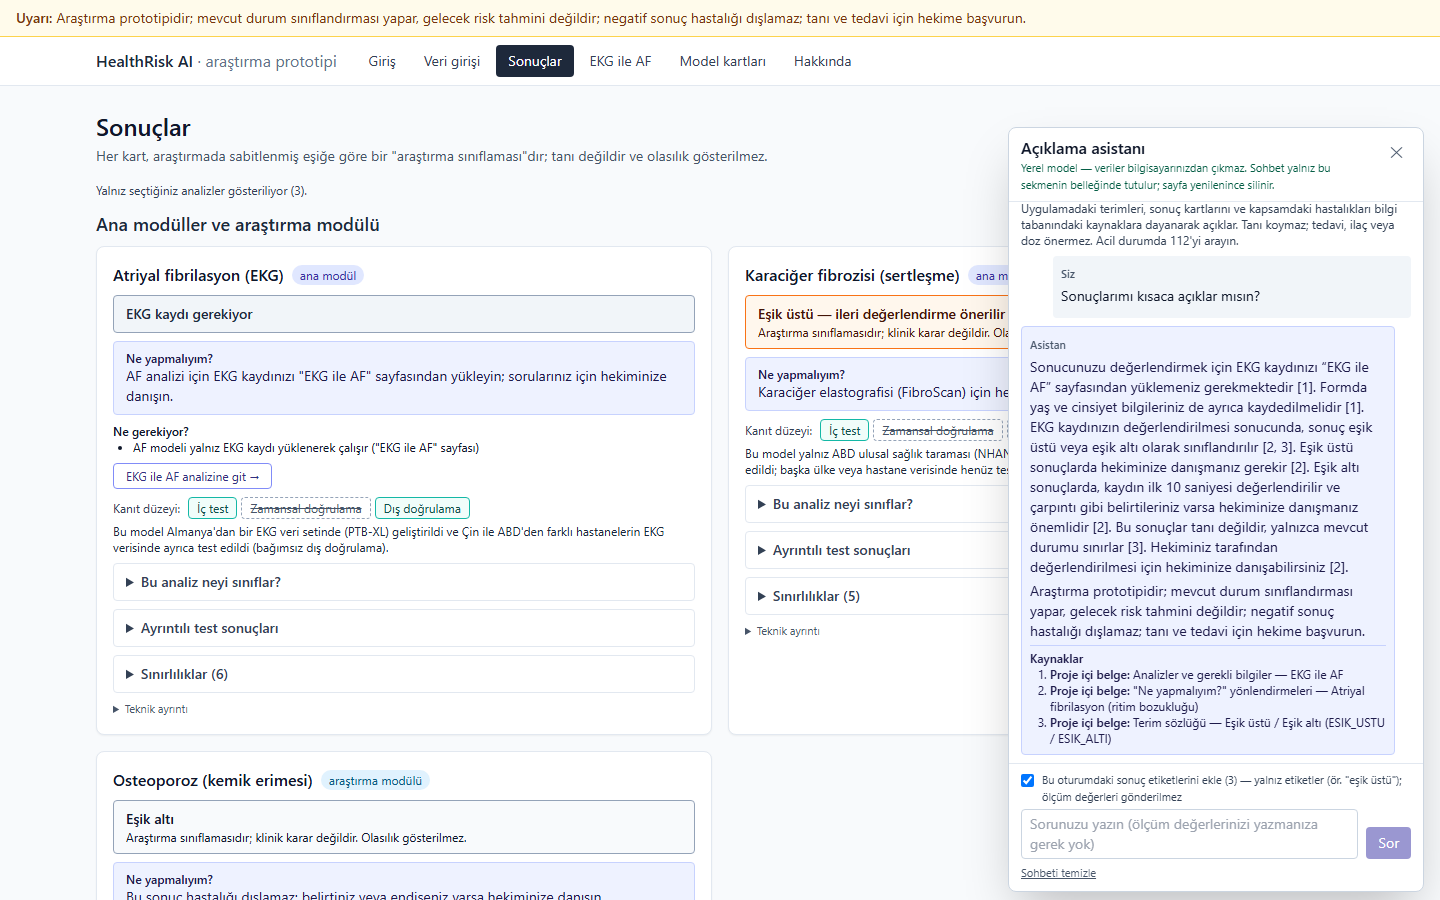 Uyarı: Araştırma prototipidir; mevcut durum sınıflandırması yapar, gelecek risk tahmini değildir; negatif sonuç hastalığı dışlamaz; tanı ve tedavi için hekime başvurun.
HealthRisk AI · araştırma prototipi
Giriş
Veri girişi
Sonuçlar
EKG ile AF
Model kartları
Hakkında
Sonuçlar
Her kart, araştırmada sabitlenmiş eşiğe göre bir "araştırma sınıflaması"dır; tanı değildir ve olasılık gösterilmez.
Yalnız seçtiğiniz analizler gösteriliyor (3).
Ana modüller ve araştırma modülü
Atriyal fibrilasyon (EKG) ana modül
EKG kaydı gerekiyor
Ne yapmalıyım?
AF analizi için EKG kaydınızı "EKG ile AF" sayfasından yükleyin; sorularınız için hekiminize
danışın.
Ne gerekiyor?
• AF modeli yalnız EKG kaydı yüklenerek çalışır ("EKG ile AF" sayfası)
EKG ile AF analizine git →
Kanıt düzeyi: İç test Zamansal doğrulama Dış doğrulama
Bu model Almanya'dan bir EKG veri setinde (PTB-XL) geliştirildi ve Çin ile ABD'den farklı hastanelerin EKG
verisinde ayrıca test edildi (bağımsız dış doğrulama).
▶ Bu analiz neyi sınıflar?
▶ Ayrıntılı test sonuçları
▶ Sınırlılıklar (6)
▶ Teknik ayrıntı
Karaciğer fibrozisi (sertleşme) ana m
Eşik üstü — ileri değerlendirme önerilir
Araştırma sınıflamasıdır; klinik karar değildir. Ola
Ne yapmalıyım?
Karaciğer elastografisi (FibroScan) için he
Kanıt düzeyi: İç test Zamansal doğrulama
Bu model yalnız ABD ulusal sağlık taraması (NHAN
edildi; başka ülke veya hastane verisinde henüz tes
▶ Bu analiz neyi sınıflar?
▶ Ayrıntılı test sonuçları
▶ Sınırlılıklar (5)
▶ Teknik ayrıntı
Osteoporoz (kemik erimesi) araştırma modülü
Eşik altı
Araştırma sınıflamasıdır; klinik karar değildir. Olasılık gösterilmez.
Ne yapmalıyım?
Bu sonuç hastalığı dışlamaz; belirtiniz veya endişeniz varsa hekiminize danışın.
Açıklama asistanı
Yerel model — veriler bilgisayarınızdan çıkmaz. Sohbet yalnız bu
sekmenin belleğinde tutulur; sayfa yenilenince silinir.
Uygulamadaki terimleri, sonuç kartlarını ve kapsamdaki hastalıkları bilgi
tabanındaki kaynaklara dayanarak açıklar. Tanı koymaz; tedavi, ilaç veya
doz önermez. Acil durumda 112'yi arayın.
Siz
Sonuçlarımı kısaca açıklar mısın?
Asistan
Sonucunuzu değerlendirmek için EKG kaydınızı “EKG ile
AF” sayfasından yüklemeniz gerekmektedir [1]. Formda
yaş ve cinsiyet bilgileriniz de ayrıca kaydedilmelidir [1].
EKG kaydınızın değerlendirilmesi sonucunda, sonuç eşik
üstü veya eşik altı olarak sınıflandırılır [2, 3]. Eşik üstü
sonuçlarda hekiminize danışmanız gerekir [2]. Eşik altı
sonuçlarda, kaydın ilk 10 saniyesi değerlendirilir ve
çarpıntı gibi belirtileriniz varsa hekiminize danışmanız
önemlidir [2]. Bu sonuçlar tanı değildir, yalnızca mevcut
durumu sınırlar [3]. Hekiminiz tarafından
değerlendirilmesi için hekiminize danışabilirsiniz [2].
Araştırma prototipidir; mevcut durum sınıflandırması
yapar, gelecek risk tahmini değildir; negatif sonuç
hastalığı dışlamaz; tanı ve tedavi için hekime başvurun.
Kaynaklar
1. Proje içi belge: Analizler ve gerekli bilgiler — EKG ile AF
2. Proje içi belge: "Ne yapmalıyım?" yönlendirmeleri — Atriyal
fibrilasyon (ritim bozukluğu)
3. Proje içi belge: Terim sözlüğü — Eşik üstü / Eşik altı (ESIK_USTU
/ ESIK_ALTI)
Bu oturumdaki sonuç etiketlerini ekle (3) — yalnız etiketler (ör. "eşik üstü");
ölçüm değerleri gönderilmez
Sorunuzu yazın (ölçüm değerlerinizi yazmanıza
gerek yok)
Sor
Sohbeti temizle